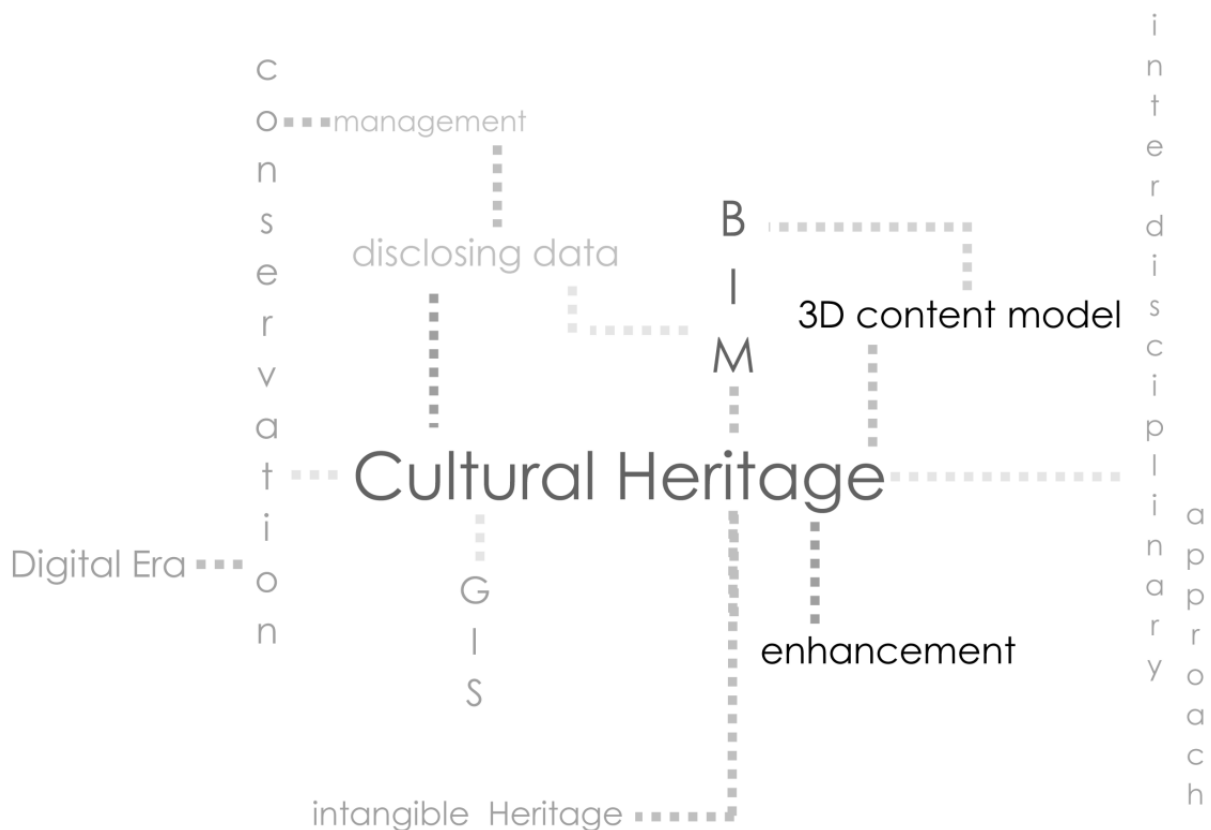 conservation
management
disclosing data
BIM
3D content model
interdisciplinary
approach
Cultural Heritage
Digital Era
GIS
enhancement
intangible Heritage